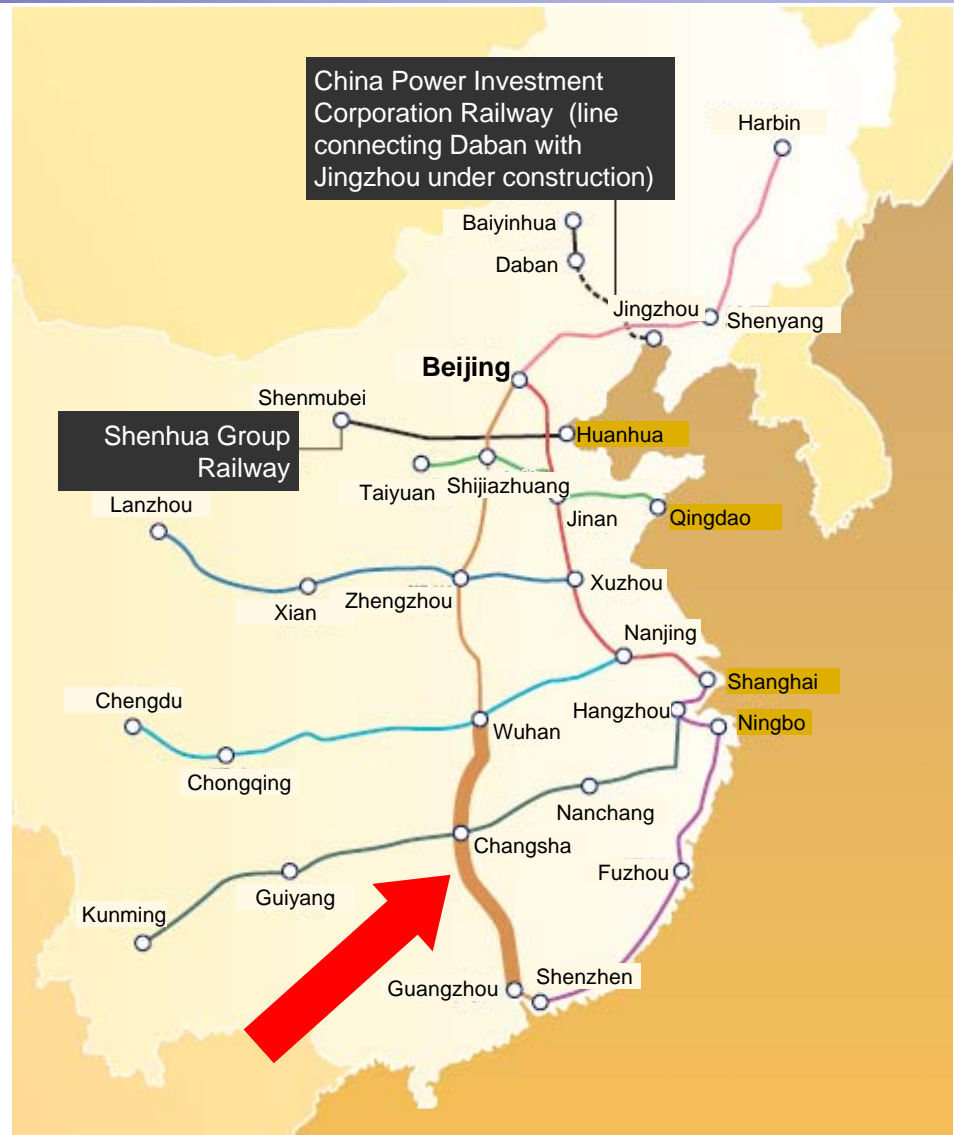 China Power Investment
Corporation Railway (line
connecting Daban with
Jingzhou under construction)
Harbin
Baiyinhua
Daban
Jingzhou
Shenyang
Beijing
Shenmubei
Shenhua Group
Railway
Huanhua
Taiyuan
Shijiazhuang
Lanzhou
Jinan
Qingdao
Xian
Zhengzhou
Xuzhou
Nanjing
Chengdu
Shanghai
Hangzhou
Wuhan
Ningbo
Chongqing
Nanchang
Changsha
Guiyang
Fuzhou
Kunming
Guangzhou
Shenzhen